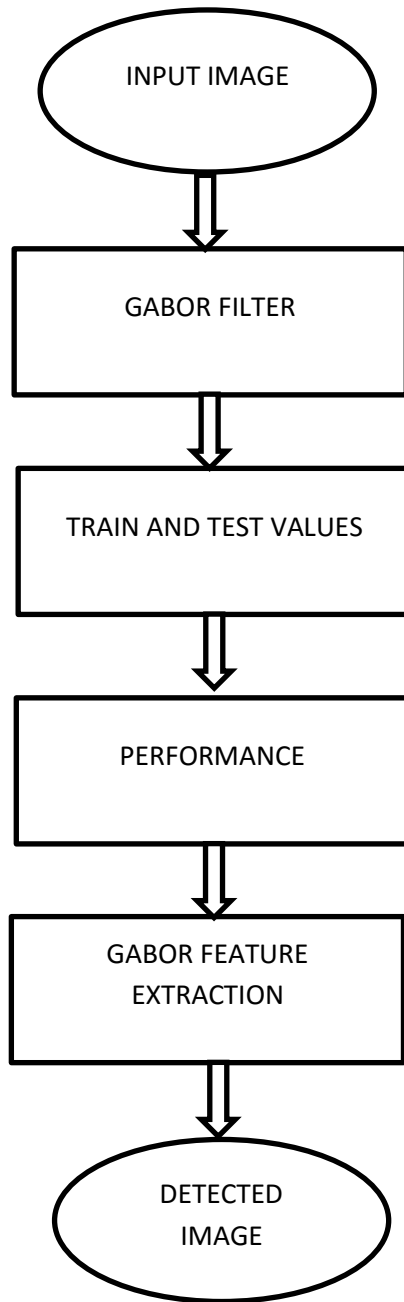 INPUT IMAGE
GABOR FILTER
TRAIN AND TEST VALUES
PERFORMANCE
GABOR FEATURE
EXTRACTION
DETECTED
IMAGE